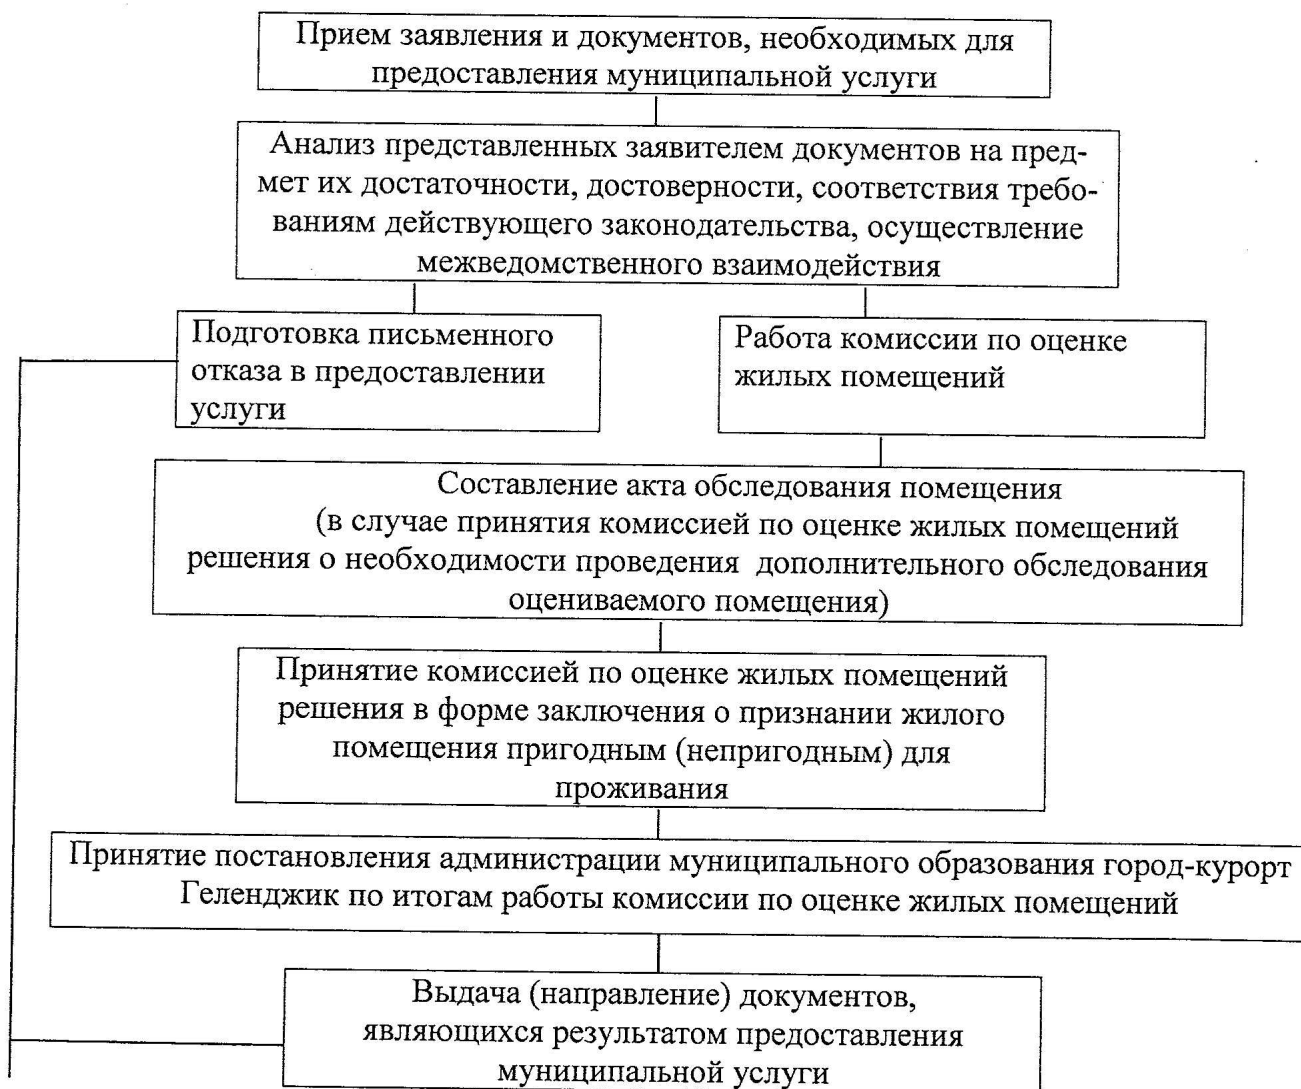 Прием заявления и документов, необходимых для
предоставления муниципальной услуги
Анализ представленных заявителем документов на пред-
мет их достаточности, достоверности, соответствия требо-
ваниям действующего законодательства, осуществление
межведомственного взаимодействия
Подготовка письменного
отказа в предоставлении
услуги
Работа комиссии по оценке
жилых помещений
Составление акта обследования помещения
(в случае принятия комиссией по оценке жилых помещений
решения о необходимости проведения дополнительного обследования
оцениваемого помещения)
Принятие комиссией по оценке жилых помещений
решения в форме заключения о признании жилого
помещения пригодным (непригодным) для
проживания
Принятие постановления администрации муниципального образования город-курорт
Геленджик по итогам работы комиссии по оценке жилых помещений
Выдача (направление) документов,
являющихся результатом предоставления
муниципальной услуги